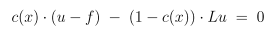 c(x) · (u − f) − (1 − c(x)) · Lu = 0